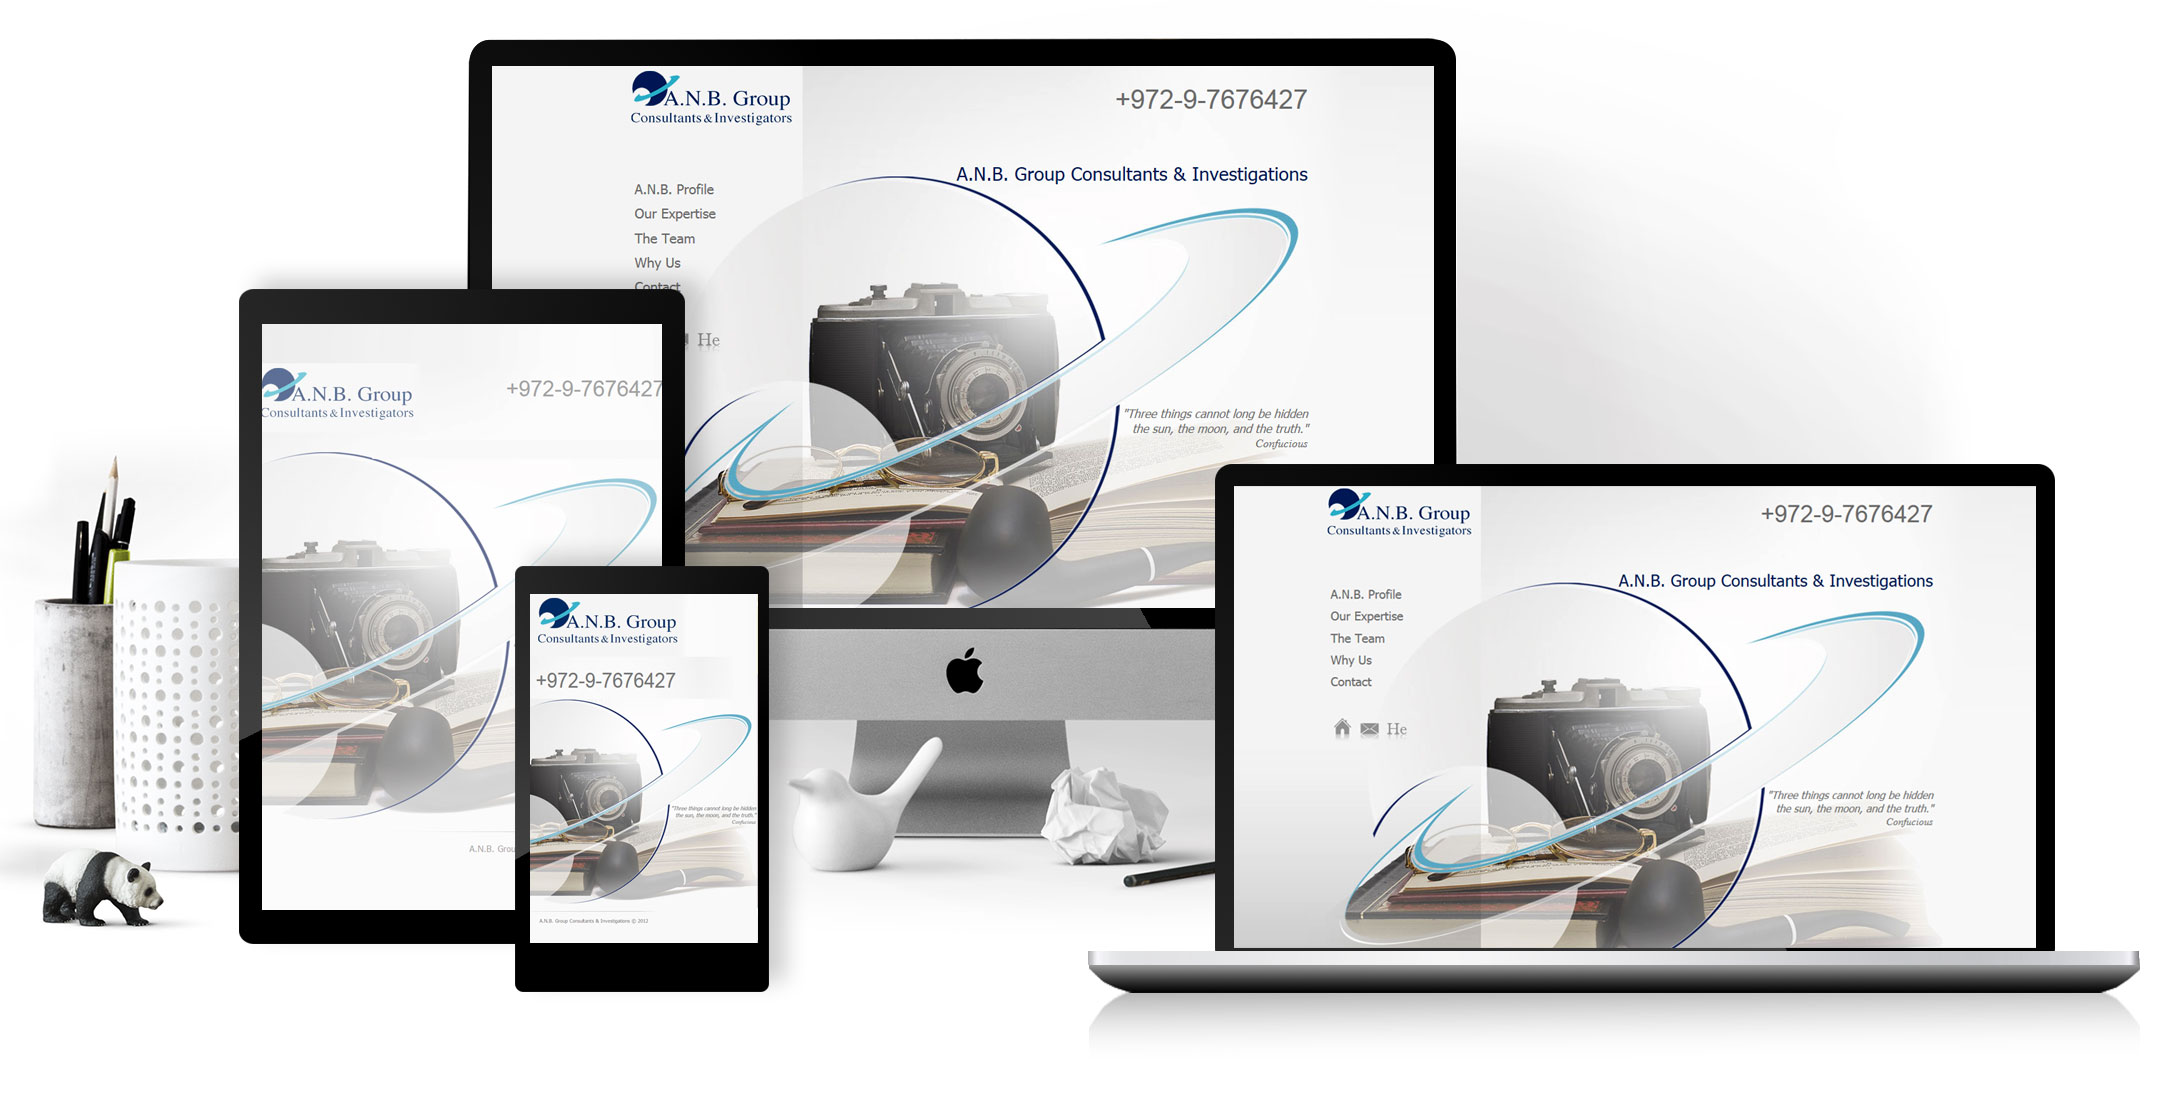 A.N.B. Group
Consultants & Investigators
+972-9-7676427
A.N.B. Group Consultants & Investigations
A.N.B. Profile
Our Expertise
The Team
Why Us
Contact
He
"Three things cannot long be hidden
the sun, the moon, and the truth."
Confucious
A.N.B. Group
Consultants & Investigators
+972-9-7676427
A.N.B. Grou
A.N.B. Group
Consultants & Investigators
+972-9-7676427
"Three things cannot long be hidden
the sun, the moon, and the truth."
Confucious
A.N.B. Group Consultants & Investigations © 2012
A.N.B. Group
Consultants & Investigators
+972-9-7676427
A.N.B. Group Consultants & Investigations
A.N.B. Profile
Our Expertise
The Team
Why Us
Contact
He
"Three things cannot long be hidden
the sun, the moon, and the truth."
Confucious